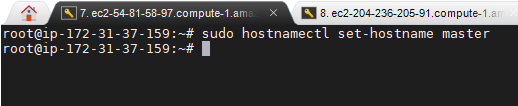 7. ec2-54-81-58-97.compute-1.ama
8. ec2-204-236-205-91.compute-1.am
root@ip-172-31-37-159:~# sudo hostnamectl set-hostname master
root@ip-172-31-37-159:~#